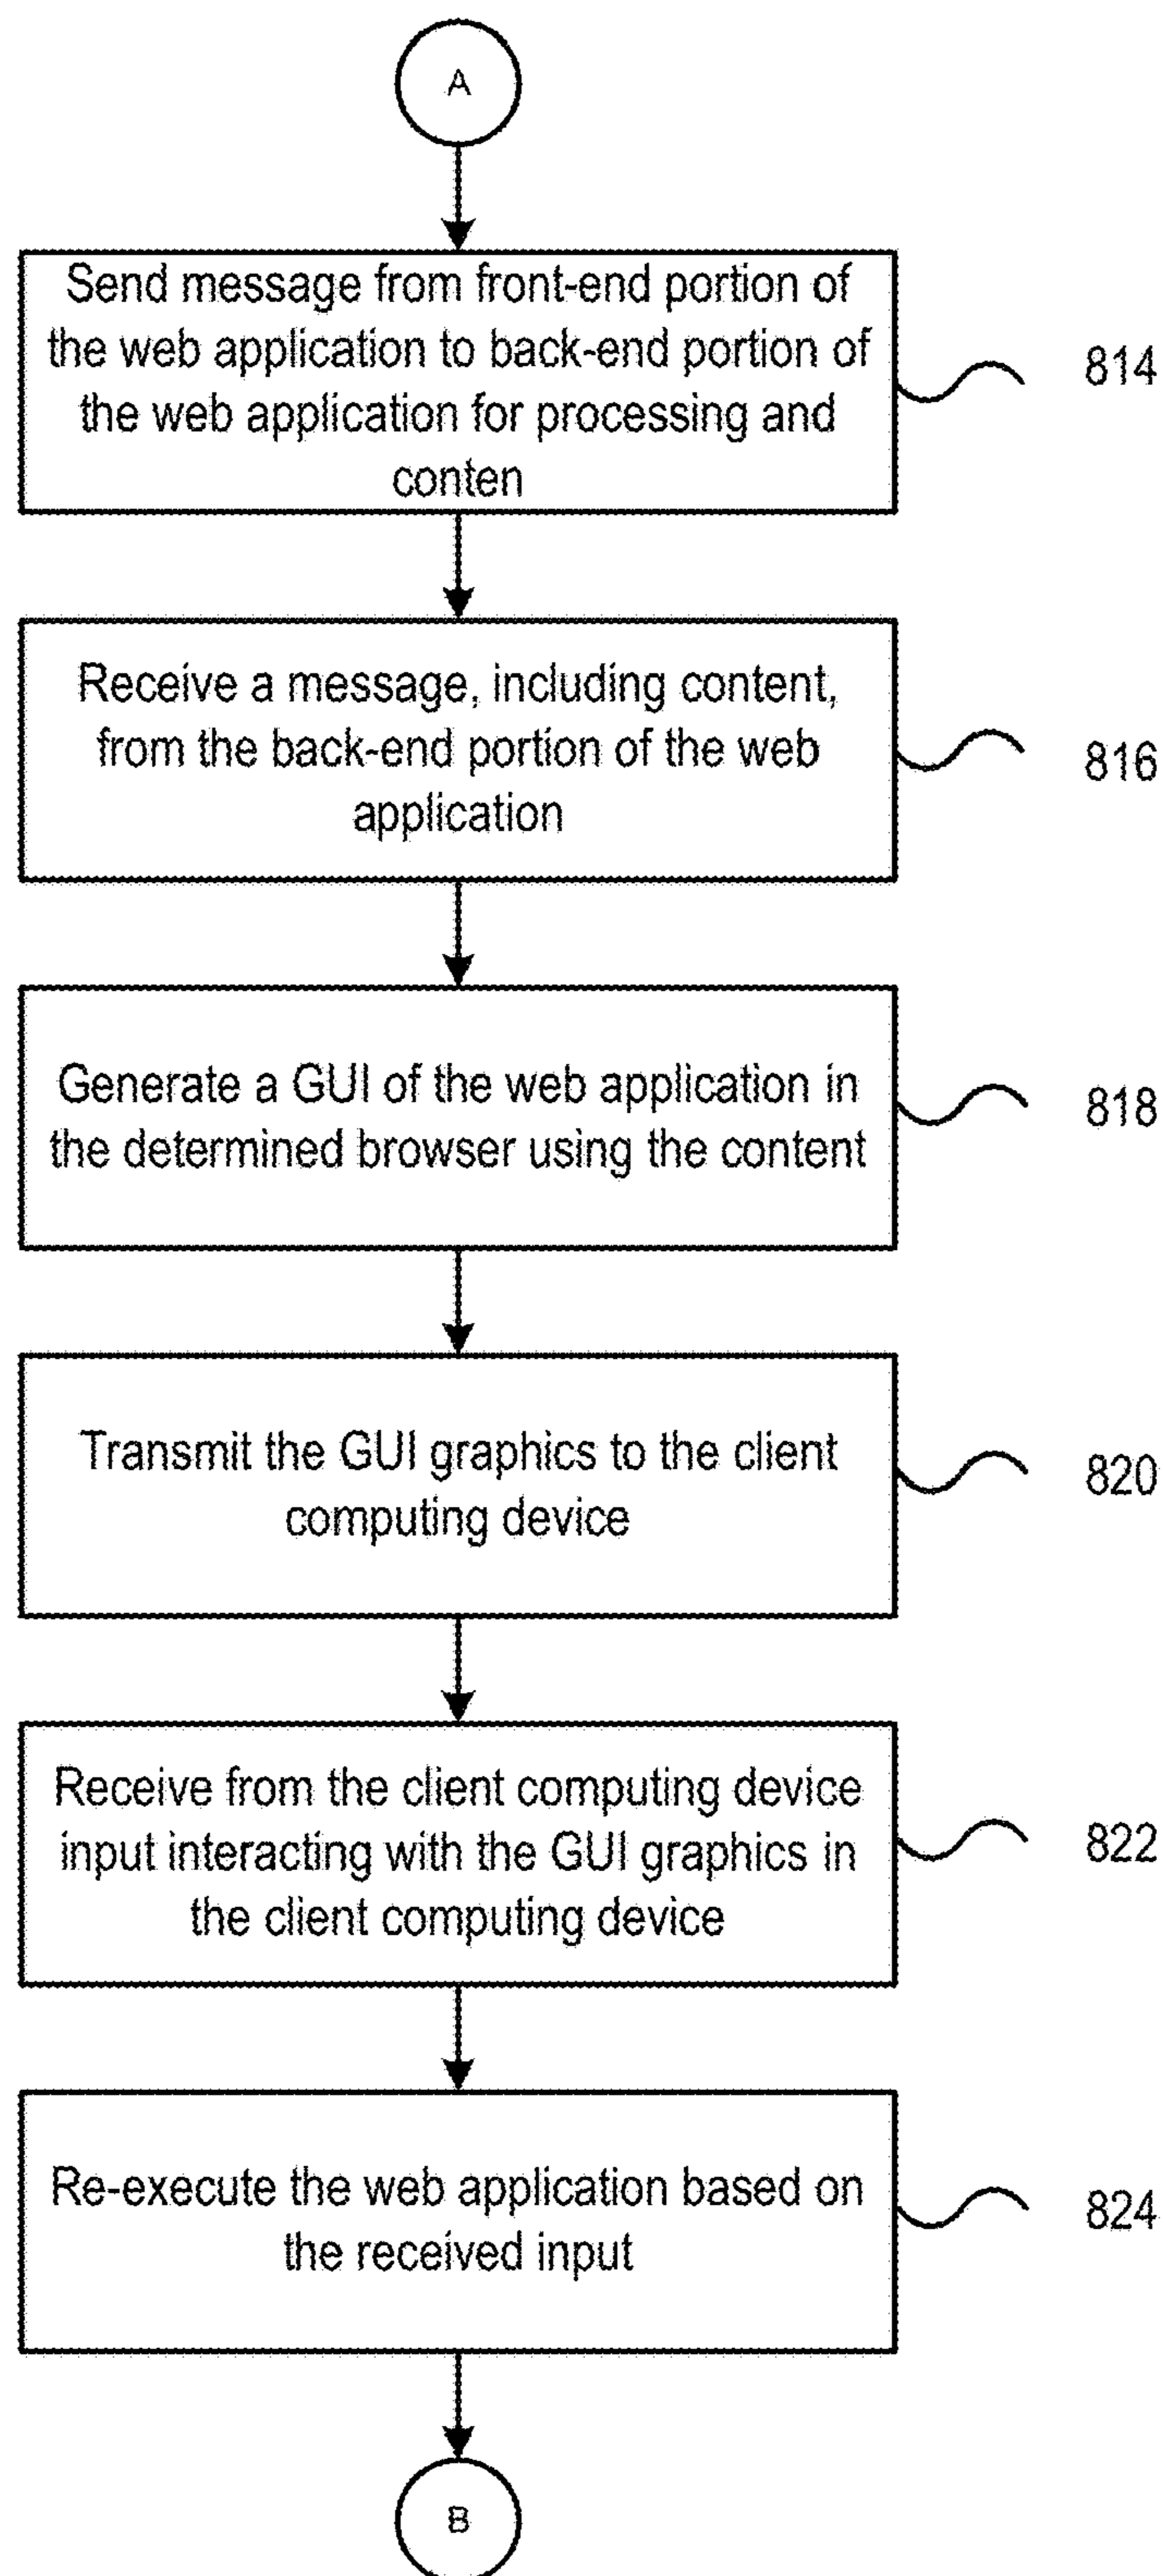 A
Send message from front-end portion of
the web application to back-end portion of
the web application for processing and
conten
814
Receive a message, including content,
from the back-end portion of the web
application
816
Generate a GUI of the web application in
the determined browser using the content
818
Transmit the GUI graphics to the client
computing device
820
Receive from the client computing device
input interacting with the GUI graphics in
the client computing device
822
Re-execute the web application based on
the received input
824
B